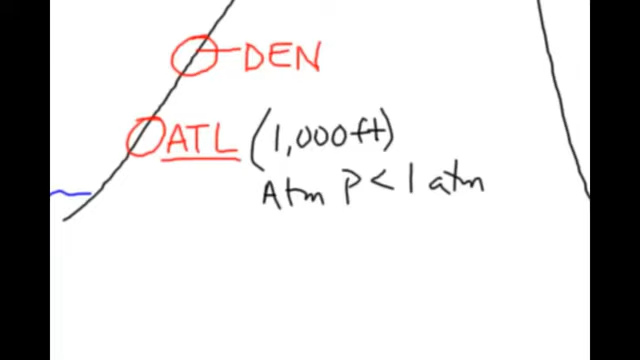 DEN
ATL (1,000ft)
Atm P < 1 atm